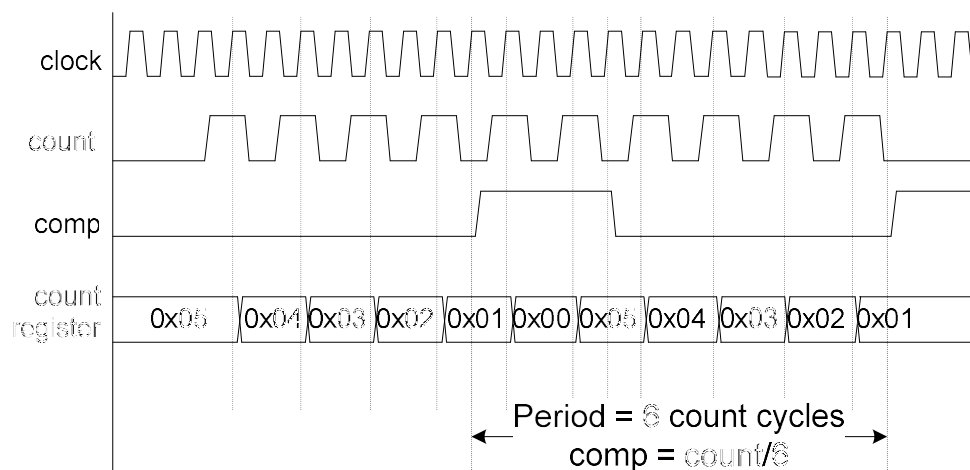 clock
count
comp
count
register
0x05 0x04 0x03 0x02 0x01 0x00 0x05 0x04 0x03 0x02 0x01
Period = 6 count cycles
comp = count/6